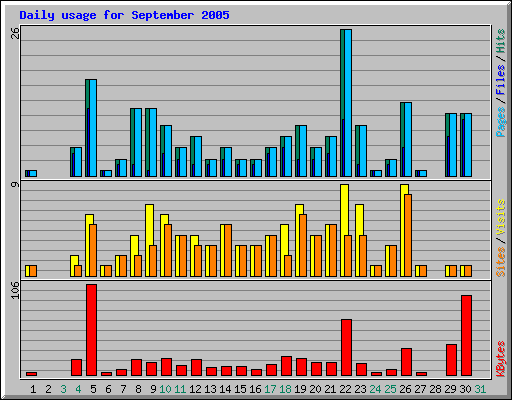 Daily usage for September 2005
26
Pages / Files / Hits
9
Sites / Visits
106
KBytes
1 2 3 4 5 6 7 8 9 10 11 12 13 14 15 16 17 18 19 20 21 22 23 24 25 26 27 28 29 30 31